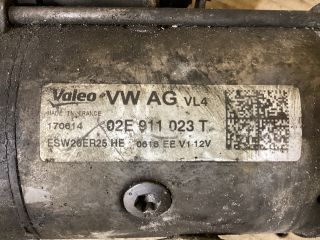 Valeo VW AG VL4
MADE IN FRANCE
170614 02E 911 023 T
ESW20ER25 HE 0618 EE V1 12V